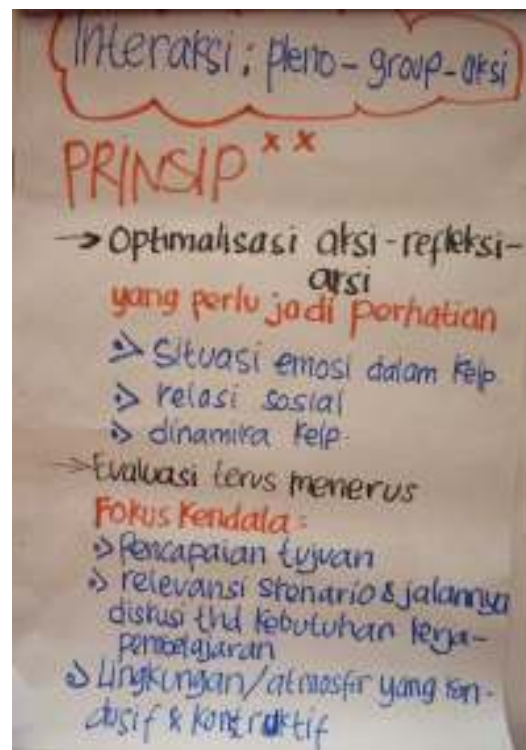 Interaksi : pleno - group - aksi
PRINSIP **
→ Optimalisasi aksi - refleksi -
aksi
yang perlu jadi perhatian
> Situasi emosi dalam kelp
> relasi sosial
> dinamika kelp.
→ Evaluasi terus menerus
Fokus Kendala :
> Pencapaian tujuan
> relevansi skenario & jalannya
diskusi thd kebutuhan kerja-
pembelajaran
> Lingkungan/atmosfir yang kon-
dusif & konstruktif